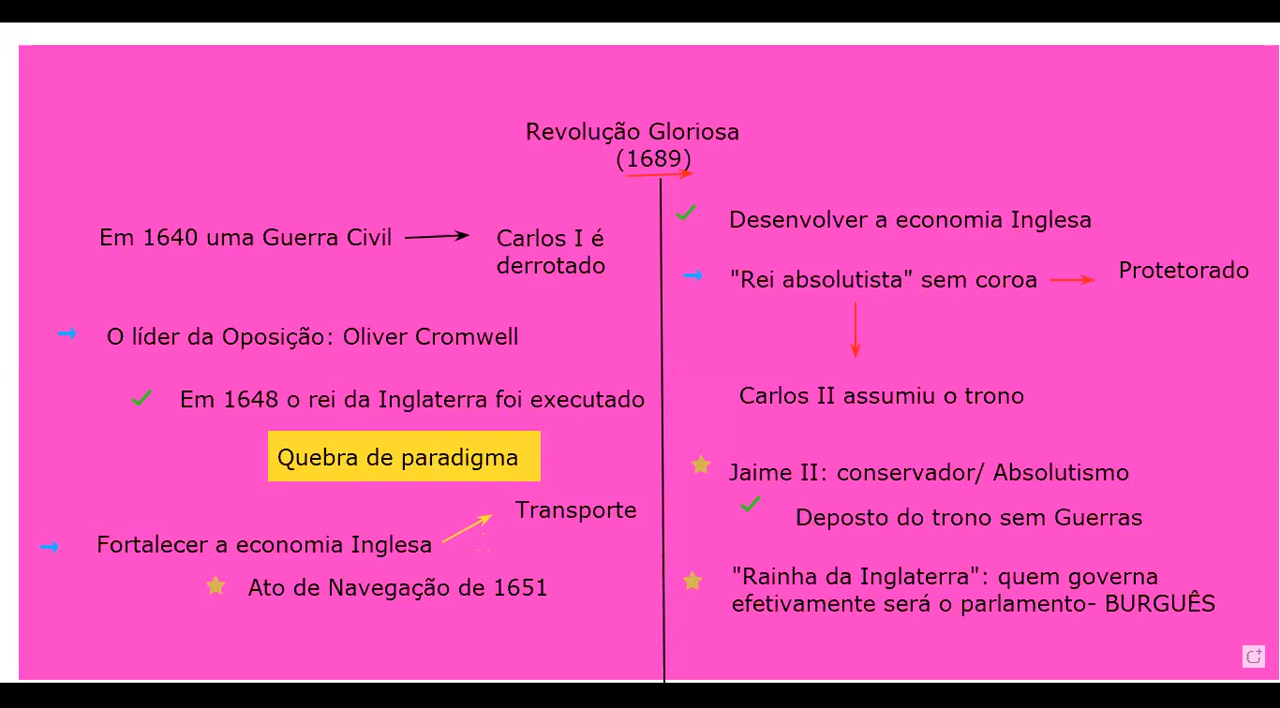 Revolução Gloriosa
(1689)
Em 1640 uma Guerra Civil
Carlos I é
derrotado
O líder da Oposição: Oliver Cromwell
Em 1648 o rei da Inglaterra foi executado
Quebra de paradigma
Transporte
Fortalecer a economia Inglesa
Ato de Navegação de 1651
Desenvolver a economia Inglesa
"Rei absolutista" sem coroa
Protetorado
Carlos II assumiu o trono
Jaime II: conservador/ Absolutismo
Deposto do trono sem Guerras
"Rainha da Inglaterra": quem governa
efetivamente será o parlamento- BURGUÊS